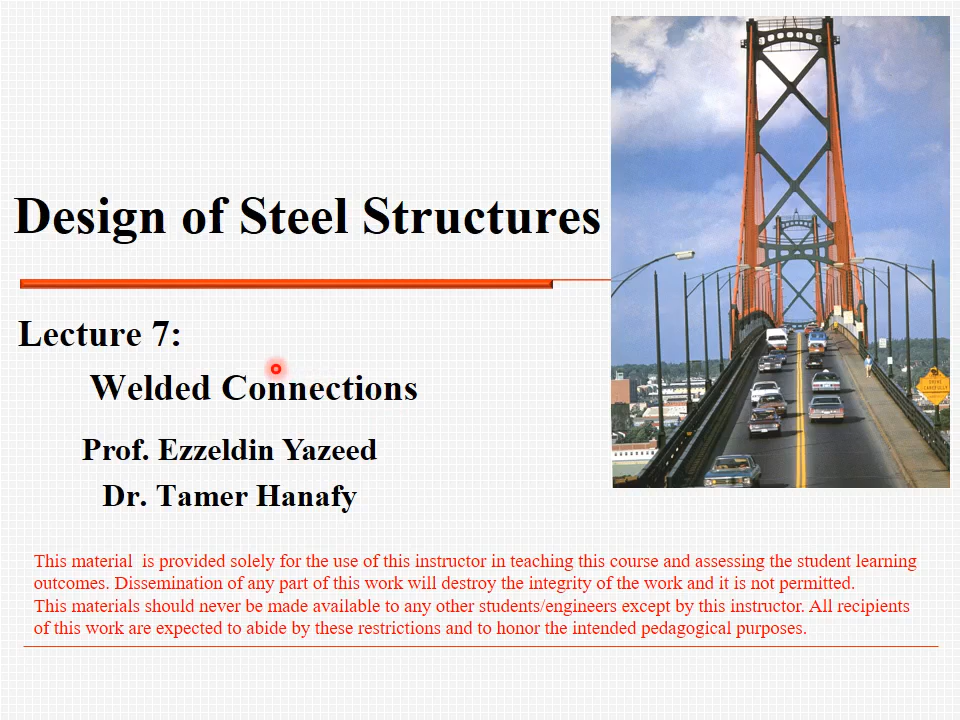 Design of Steel Structures
Lecture 7:
Welded Connections
Prof. Ezzeldin Yazeed
Dr. Tamer Hanafy
This material is provided solely for the use of this instructor in teaching this course and assessing the student learning
outcomes. Dissemination of any part of this work will destroy the integrity of the work and it is not permitted.
This materials should never be made available to any other students/engineers except by this instructor. All recipients
of this work are expected to abide by these restrictions and to honor the intended pedagogical purposes.